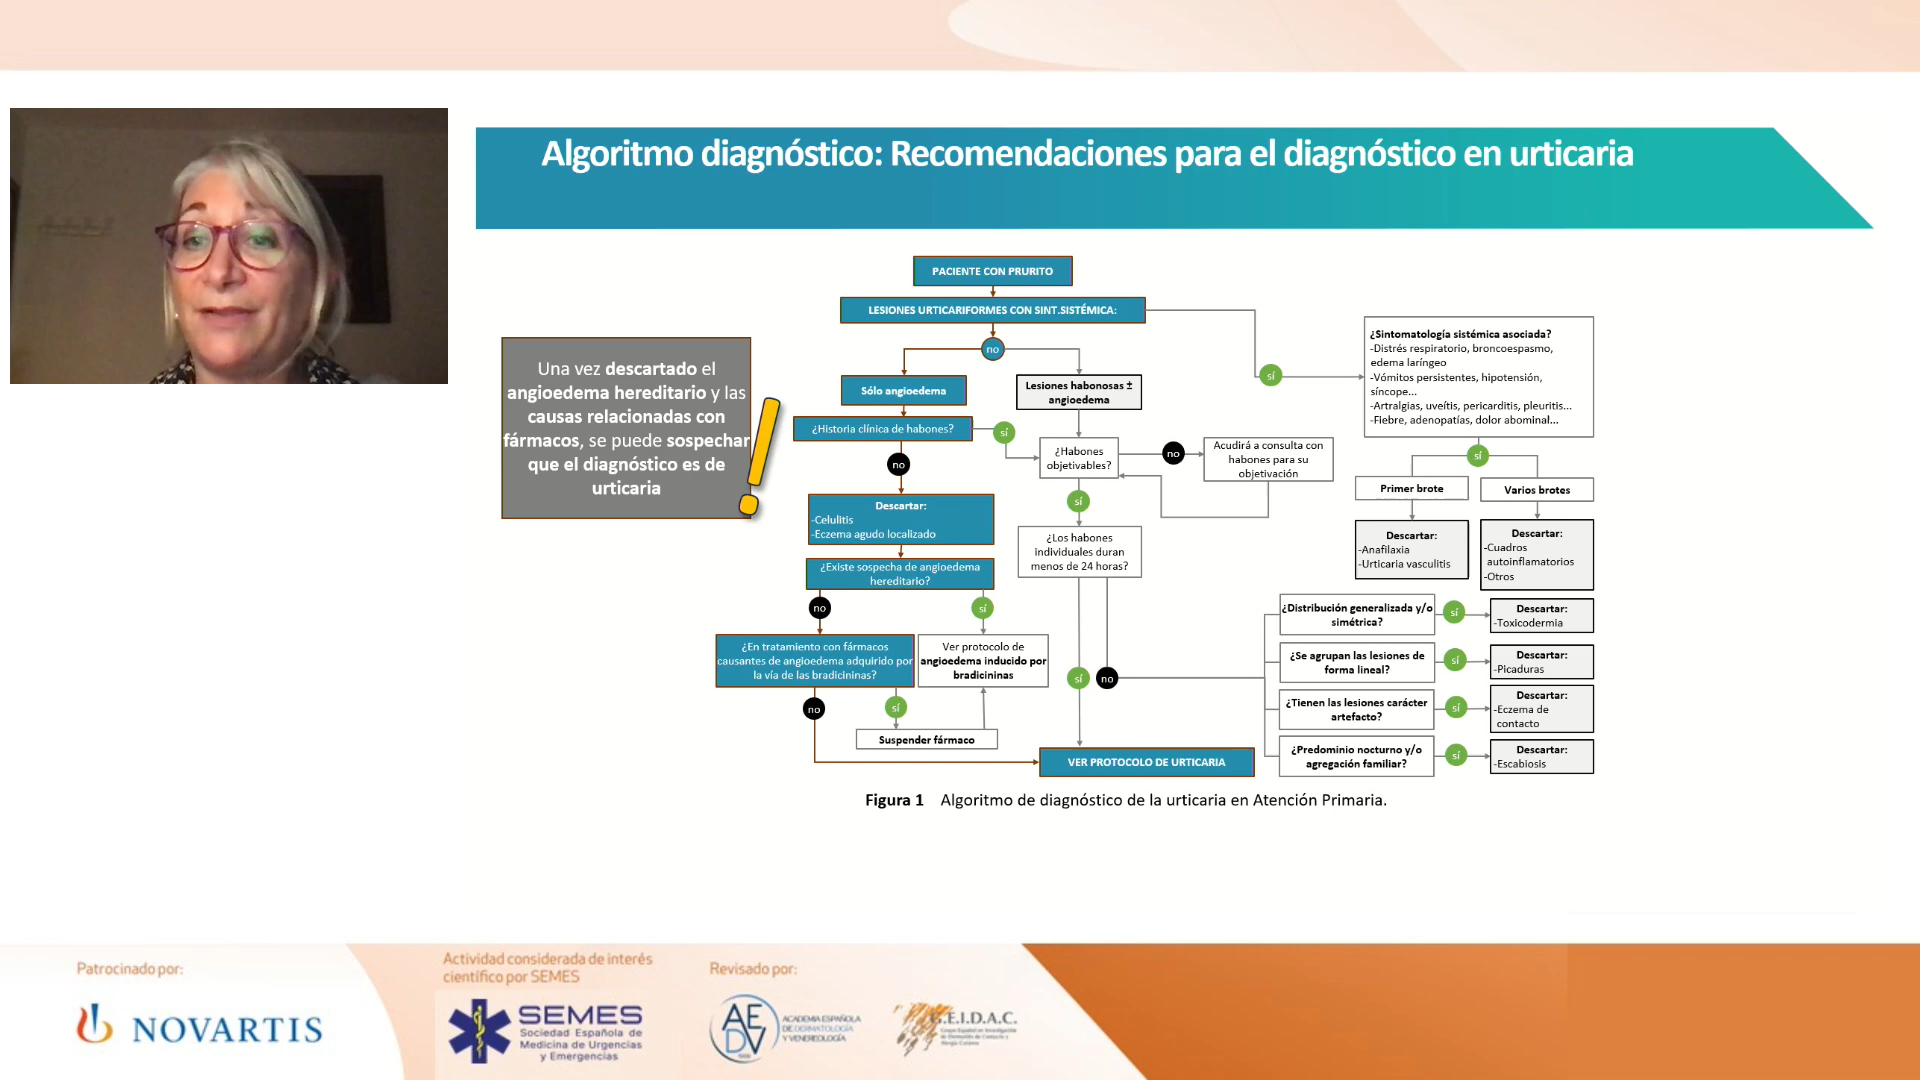 Algoritmo diagnóstico: Recomendaciones para el diagnóstico en urticaria
Una vez descartado el
angioedema hereditario y las
causas relacionadas con
fármacos, se puede sospechar
que el diagnóstico es de
urticaria
PACIENTE CON PRURITO
LESIONES URTICARIFORMES CON SINT.SISTÉMICA:
no
sí
Sólo angioedema
Lesiones habonosas ±
angioedema
¿Historia clínica de habones?
sí
no
¿Habones
objetivables?
no
Acudirá a consulta con
habones para su
objetivación
sí
Descartar:
-Celulitis
-Eczema agudo localizado
¿Los habones
individuales duran
menos de 24 horas?
¿Existe sospecha de angioedema
hereditario?
no
sí
¿En tratamiento con fármacos
causantes de angioedema adquirido por
la vía de las bradicininas?
Ver protocolo de
angioedema inducido por
bradicininas
sí
no
no
sí
Suspender fármaco
VER PROTOCOLO DE URTICARIA
¿Sintomatología sistémica asociada?
-Distrés respiratorio, broncoespasmo,
edema laríngeo
-Vómitos persistentes, hipotensión,
síncope...
-Artralgias, uveítis, pericarditis, pleuritis...
-Fiebre, adenopatías, dolor abominal...
sí
Primer brote
Varios brotes
Descartar:
-Anafilaxia
-Urticaria vasculitis
Descartar:
-Cuadros
autoinflamatorios
-Otros
¿Distribución generalizada y/o
simétrica?
sí
Descartar:
-Toxicodermia
¿Se agrupan las lesiones de
forma lineal?
sí
Descartar:
-Picaduras
¿Tienen las lesiones carácter
artefacto?
sí
Descartar:
-Eczema de
contacto
¿Predominio nocturno y/o
agregación familiar?
sí
Descartar:
-Escabiosis
Figura 1 Algoritmo de diagnóstico de la urticaria en Atención Primaria.
Patrocinado por:
NOVARTIS
Actividad considerada de interés
científico por SEMES
SEMES
Sociedad Española de
Medicina de Urgencias
y Emergencias
Revisado por:
AEDV
ACADEMIA ESPAÑOLA
DE DERMATOLOGÍA
Y VENEREOLOGÍA
G.E.I.D.A.C.
Grupo Español en Investigación
de Dermatitis de Contacto y
Alergia Cutánea